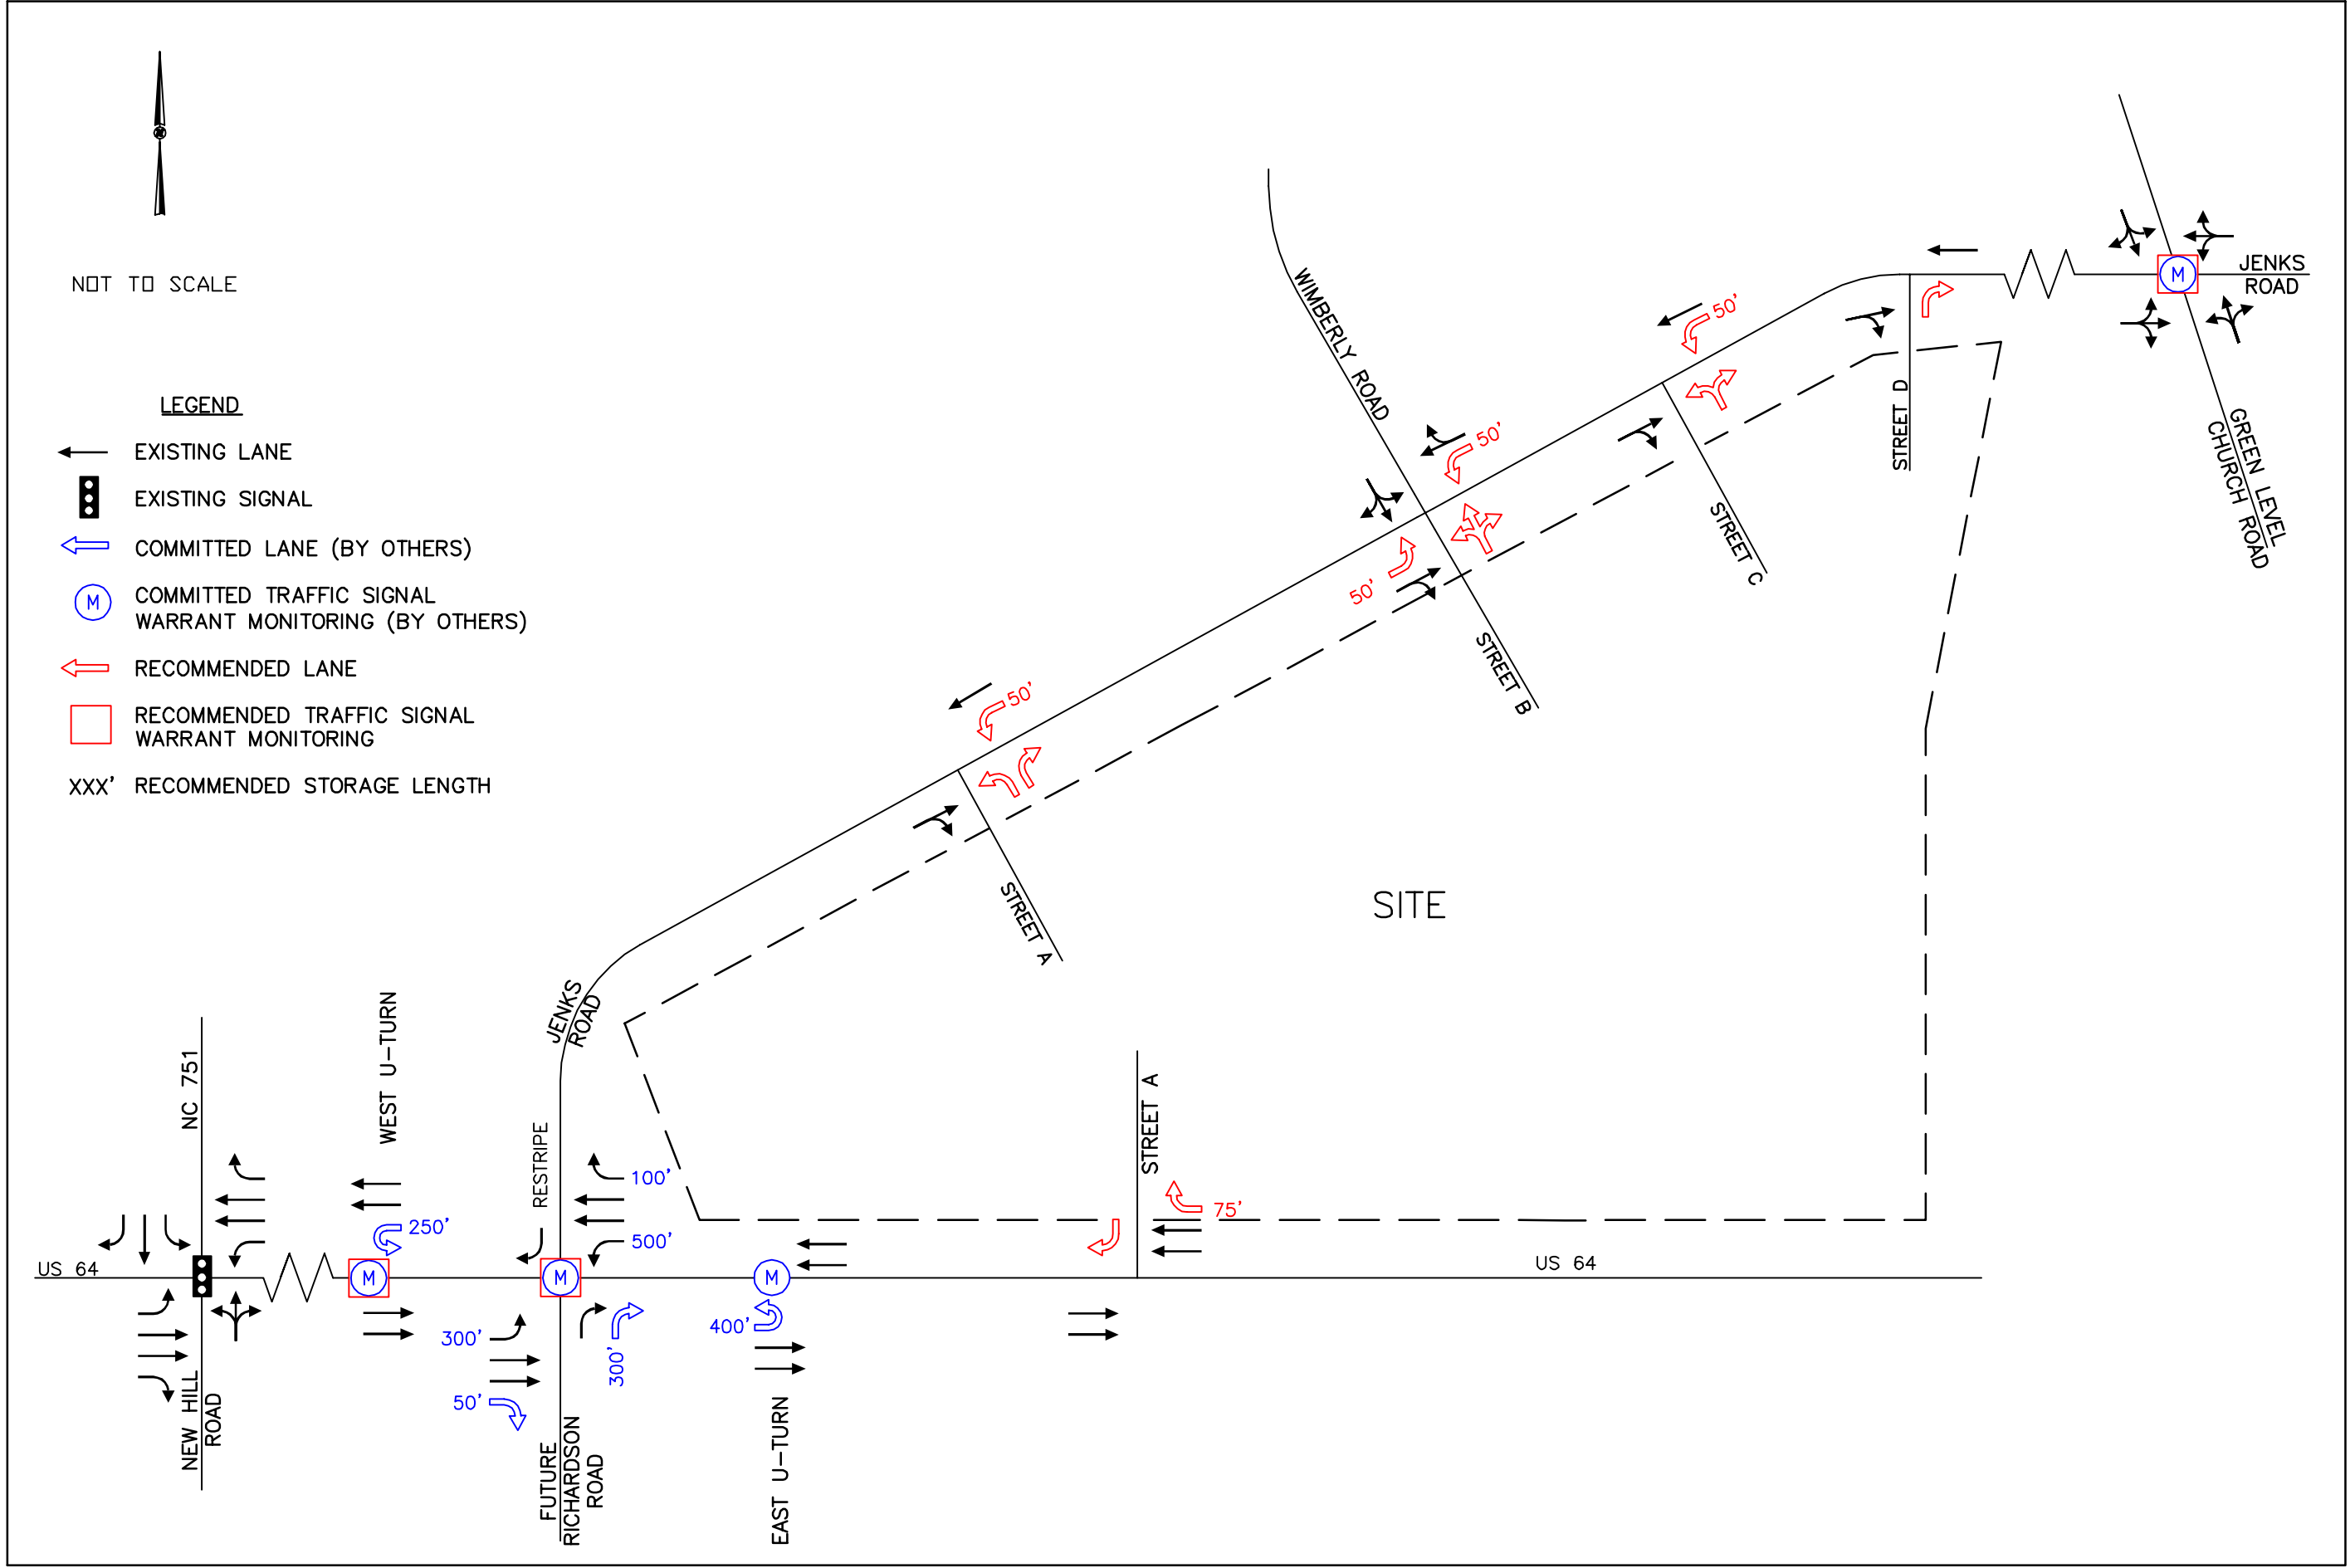 NOT TO SCALE
LEGEND
EXISTING LANE
EXISTING SIGNAL
COMMITTED LANE (BY OTHERS)
M
COMMITTED TRAFFIC SIGNAL
WARRANT MONITORING (BY OTHERS)
RECOMMENDED LANE
RECOMMENDED TRAFFIC SIGNAL
WARRANT MONITORING
XXX' RECOMMENDED STORAGE LENGTH
WIMBERLY ROAD
50'
50'
50'
50'
STREET A
STREET B
STREET C
STREET D
M
JENKS
ROAD
GREEN LEVEL
CHURCH ROAD
SITE
JENKS
ROAD
NC 751
WEST U-TURN
RESTRIPE
100'
500'
250'
STREET A
75'
US 64
M
M
M
US 64
300'
50'
300'
400'
NEW HILL
ROAD
FUTURE
RICHARDSON
ROAD
EAST U-TURN